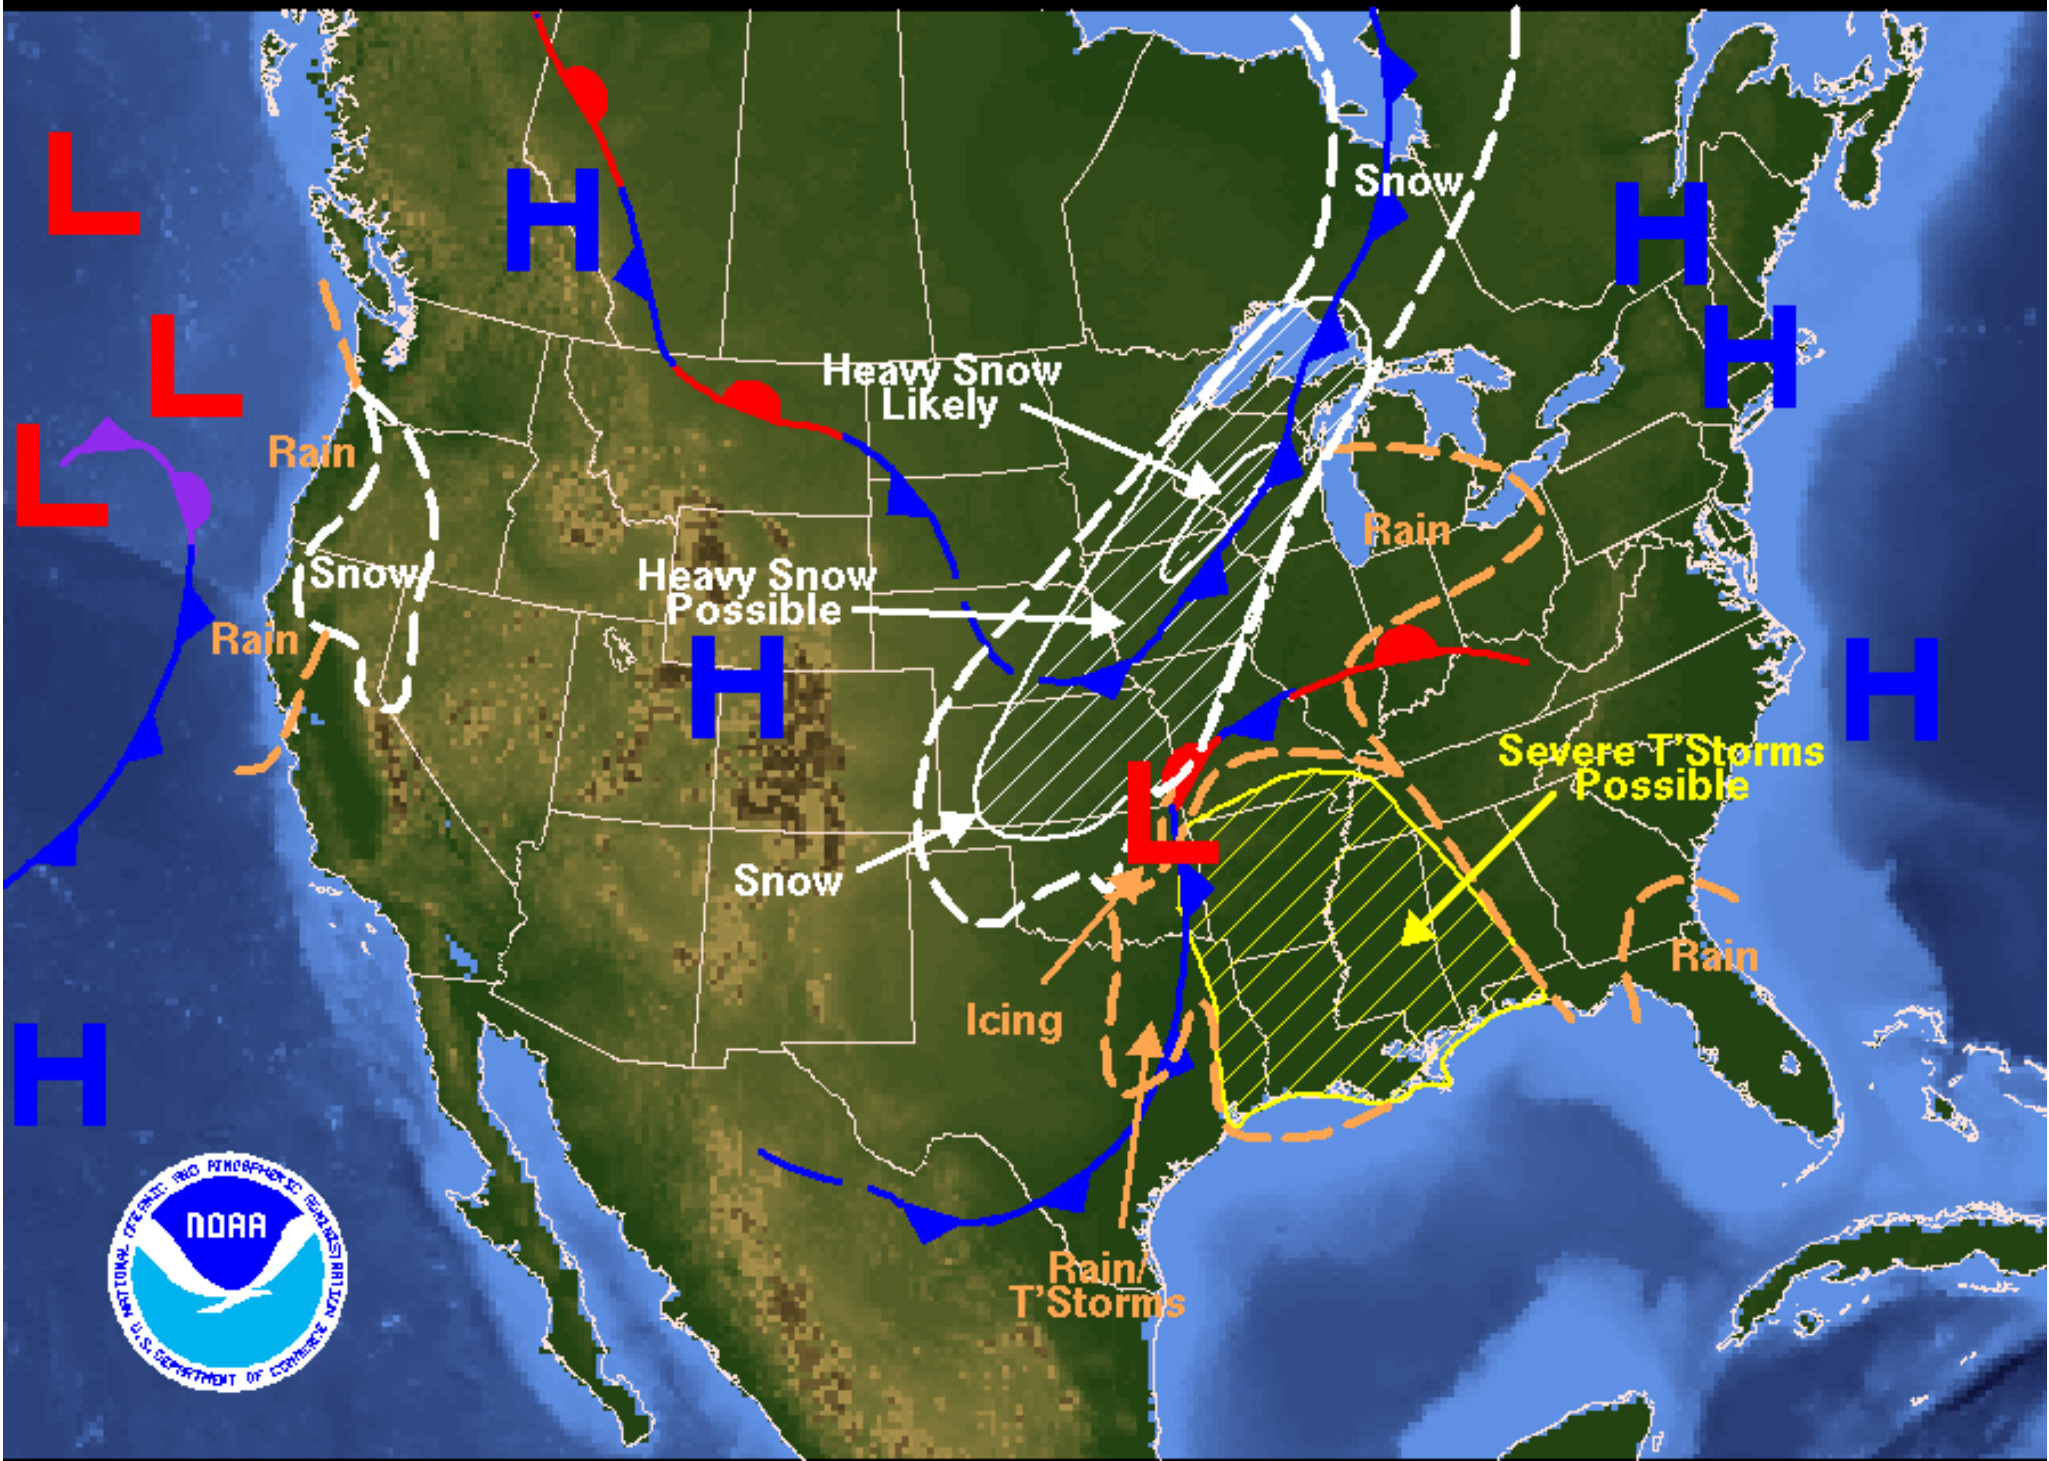 L
H
Snow
H
L
H
Heavy Snow
Likely
L
Rain
Rain
Snow
Heavy Snow
Possible
Rain
H
H
Severe T'Storms
Possible
L
Snow
Rain
Icing
H
Rain/
T'Storms
NATIONAL OCEANIC AND ATMOSPHERIC ADMINISTRATION
NOAA
U.S. DEPARTMENT OF COMMERCE